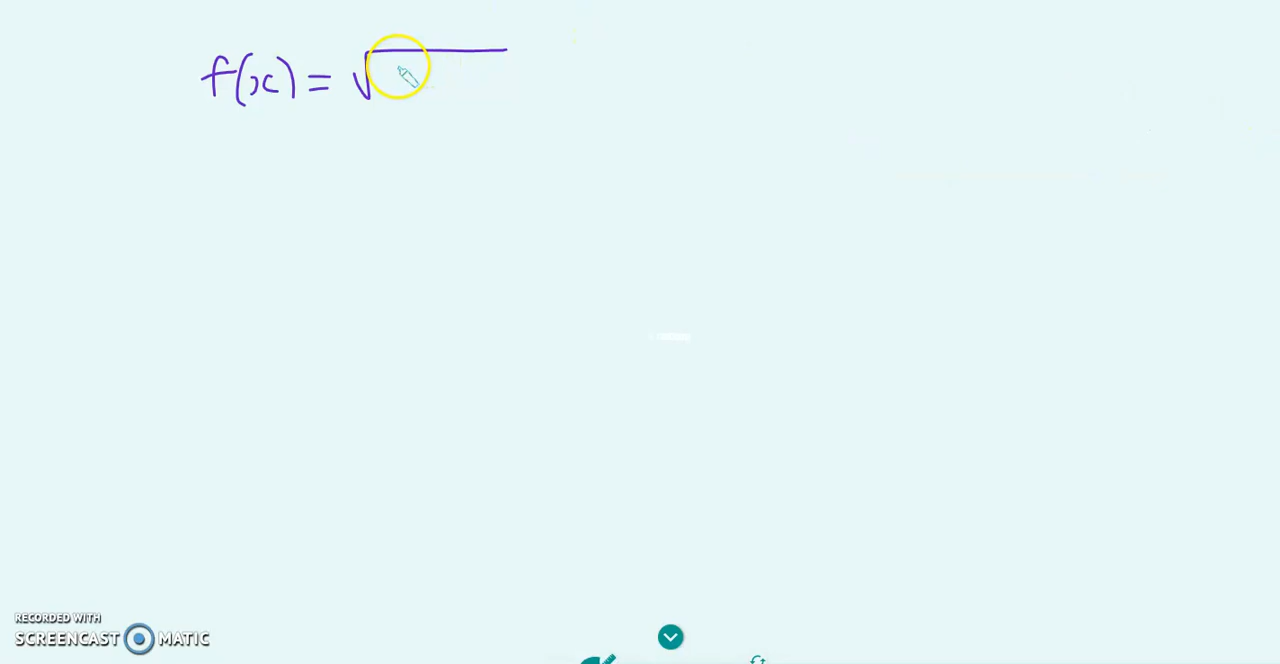 f(x) = √
RECORDED WITH
SCREENCAST MATIC